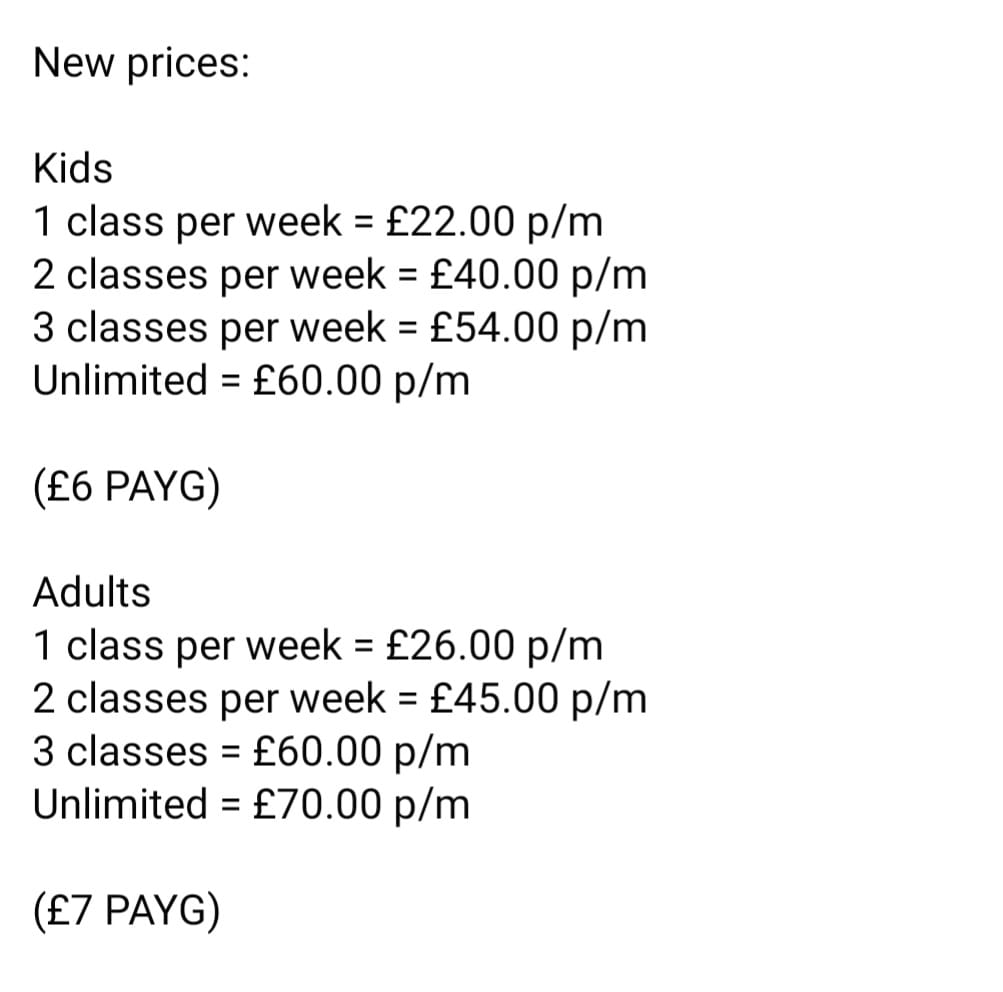 New prices:
Kids
1 class per week = £22.00 p/m
2 classes per week = £40.00 p/m
3 classes per week = £54.00 p/m
Unlimited = £60.00 p/m
(£6 PAYG)
Adults
1 class per week = £26.00 p/m
2 classes per week = £45.00 p/m
3 classes = £60.00 p/m
Unlimited = £70.00 p/m
(£7 PAYG)